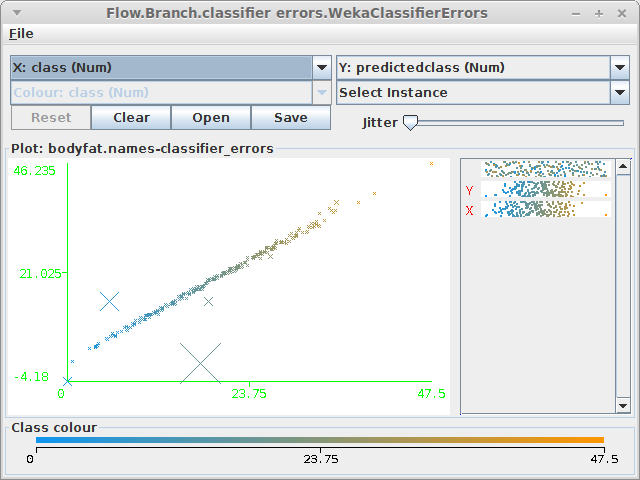 Flow.Branch.classifier errors.WekaClassifierErrors
File
X: class (Num)
Y: predictedclass (Num)
Colour: class (Num)
Select Instance
Reset
Clear
Open
Save
Jitter
Plot: bodyfat.names-classifier_errors
46.235
21.025
-4.18
0
23.75
47.5
Y
X
Class colour
0
23.75
47.5